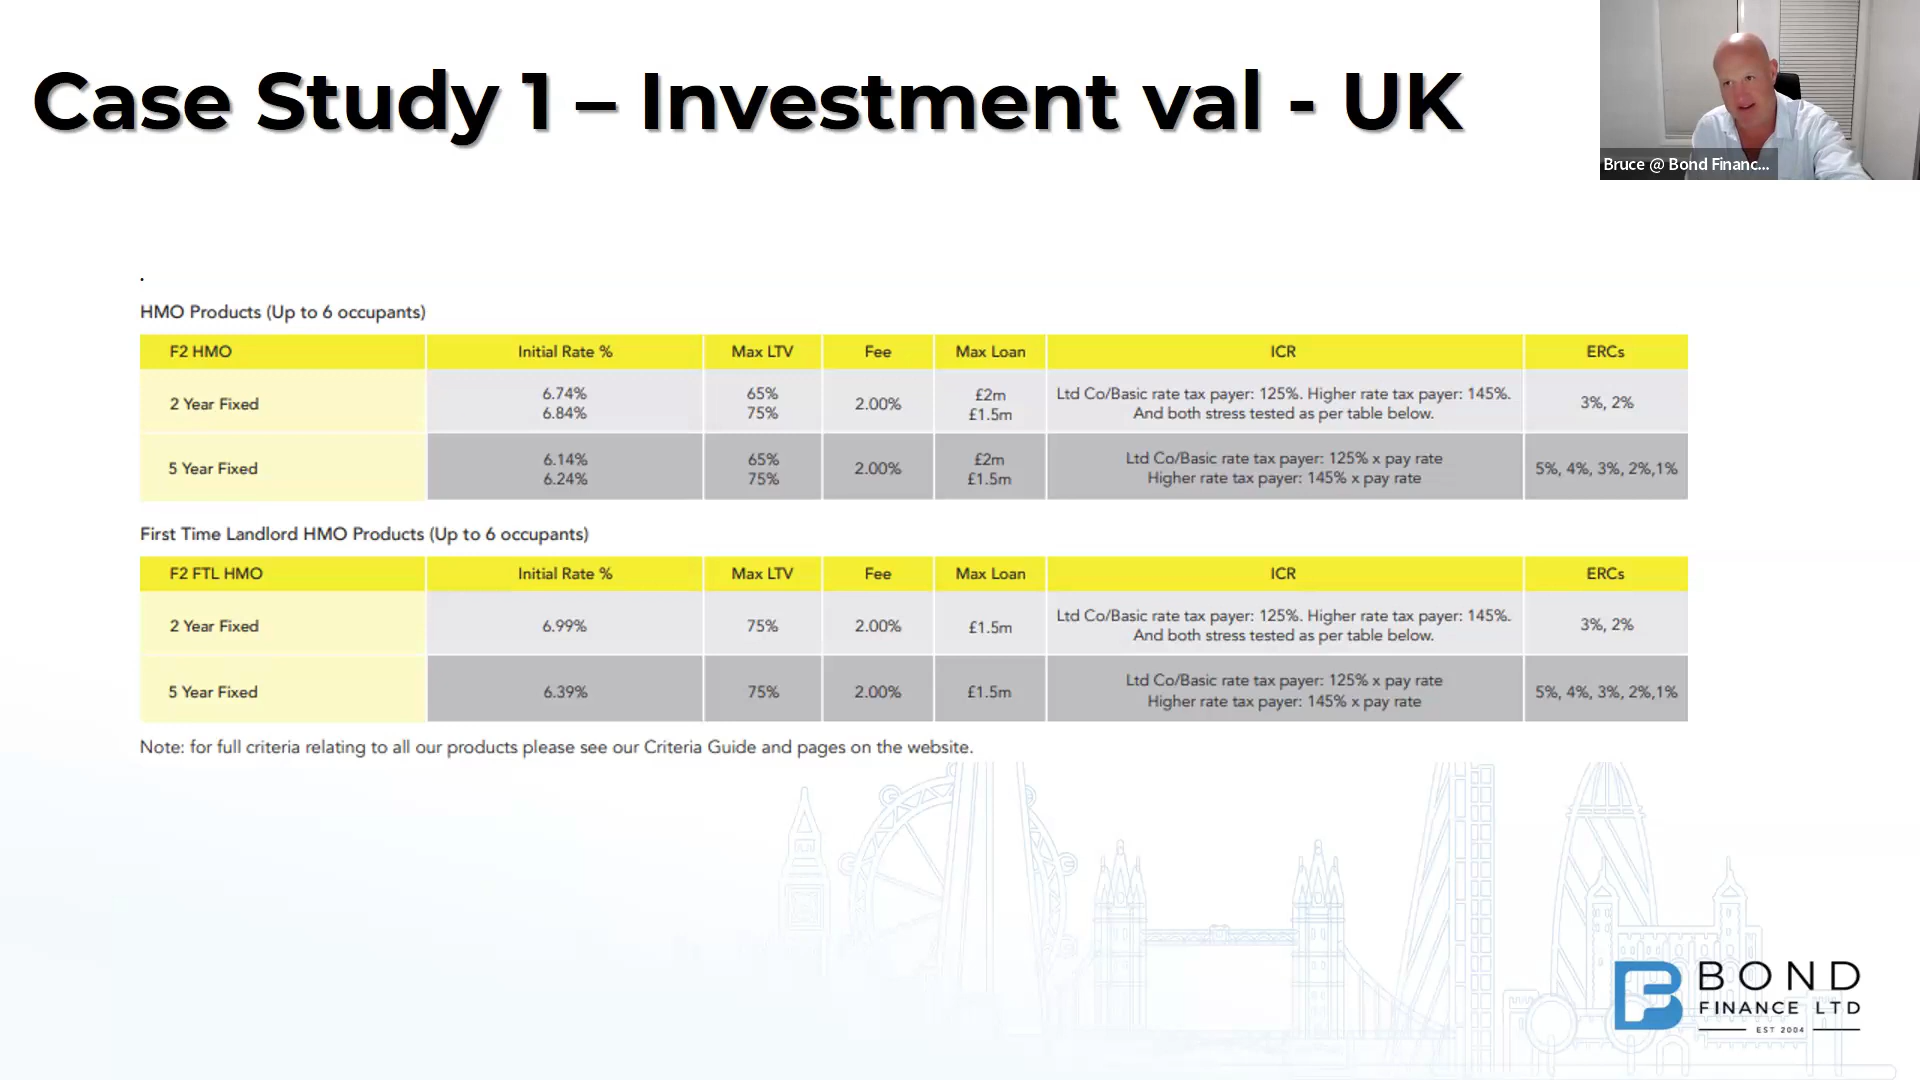 Case Study 1 – Investment val - UK
Bruce @ Bond Financ...
.
HMO Products (Up to 6 occupants)
F2 HMO Initial Rate % Max LTV Fee Max Loan ICR ERCs
2 Year Fixed 6.74% 65% 2.00% £2m Ltd Co/Basic rate tax payer: 125%. Higher rate tax payer: 145%. 3%, 2%
6.84% 75% £1.5m And both stress tested as per table below.
5 Year Fixed 6.14% 65% 2.00% £2m Ltd Co/Basic rate tax payer: 125% x pay rate 5%, 4%, 3%, 2%,1%
6.24% 75% £1.5m Higher rate tax payer: 145% x pay rate
First Time Landlord HMO Products (Up to 6 occupants)
F2 FTL HMO Initial Rate % Max LTV Fee Max Loan ICR ERCs
2 Year Fixed 6.99% 75% 2.00% £1.5m Ltd Co/Basic rate tax payer: 125%. Higher rate tax payer: 145%. 3%, 2%
And both stress tested as per table below.
5 Year Fixed 6.39% 75% 2.00% £1.5m Ltd Co/Basic rate tax payer: 125% x pay rate 5%, 4%, 3%, 2%,1%
Higher rate tax payer: 145% x pay rate
Note: for full criteria relating to all our products please see our Criteria Guide and pages on the website.
BOND
FINANCE LTD
EST 2004